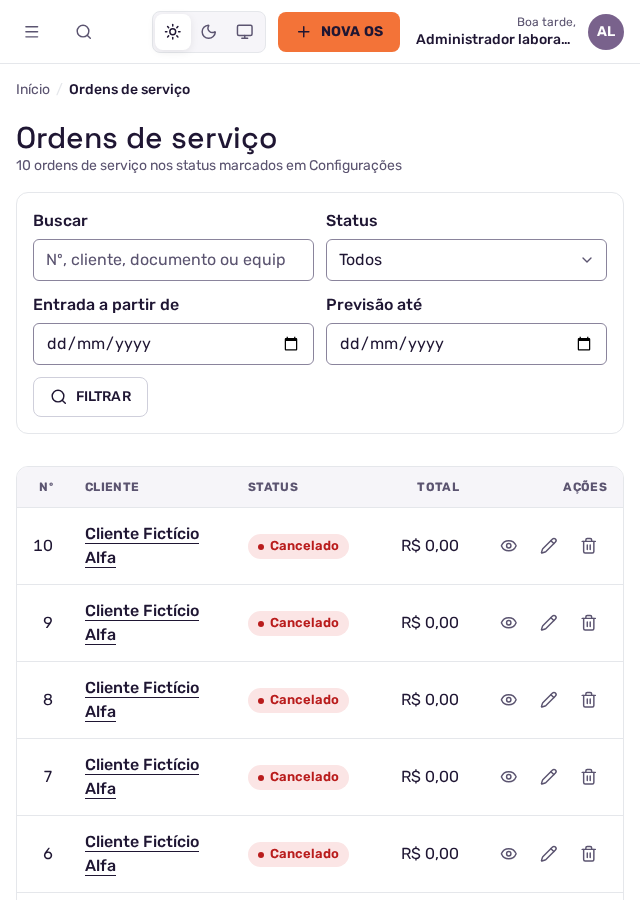 NOVA OS
Boa tarde,
Administrador labora...
AL
Início / Ordens de serviço
Ordens de serviço
10 ordens de serviço nos status marcados em Configurações
Buscar
Status
Nº, cliente, documento ou equip
Todos
Entrada a partir de
Previsão até
dd/mm/yyyy
dd/mm/yyyy
FILTRAR
Nº CLIENTE STATUS TOTAL AÇÕES
10 Cliente Fictício Alfa Cancelado R$ 0,00
9 Cliente Fictício Alfa Cancelado R$ 0,00
8 Cliente Fictício Alfa Cancelado R$ 0,00
7 Cliente Fictício Alfa Cancelado R$ 0,00
6 Cliente Fictício Alfa Cancelado R$ 0,00